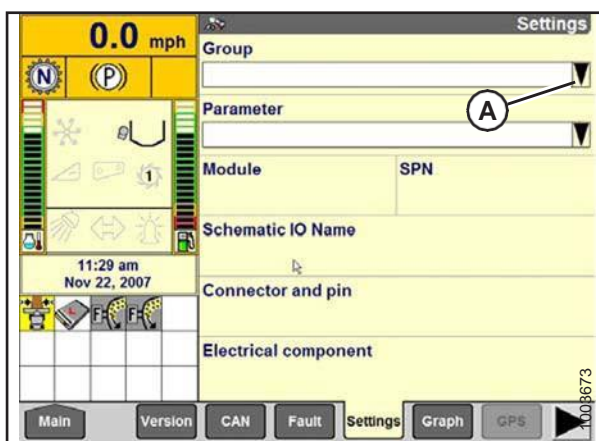 0.0 mph
Settings
N
(P)
Group
A
Parameter
1
Module
SPN
Schematic IO Name
11:29 am
Nov 22, 2007
Connector and pin
F
F
Electrical component
1003673
Main
Version
CAN
Fault
Settings
Graph
GPS